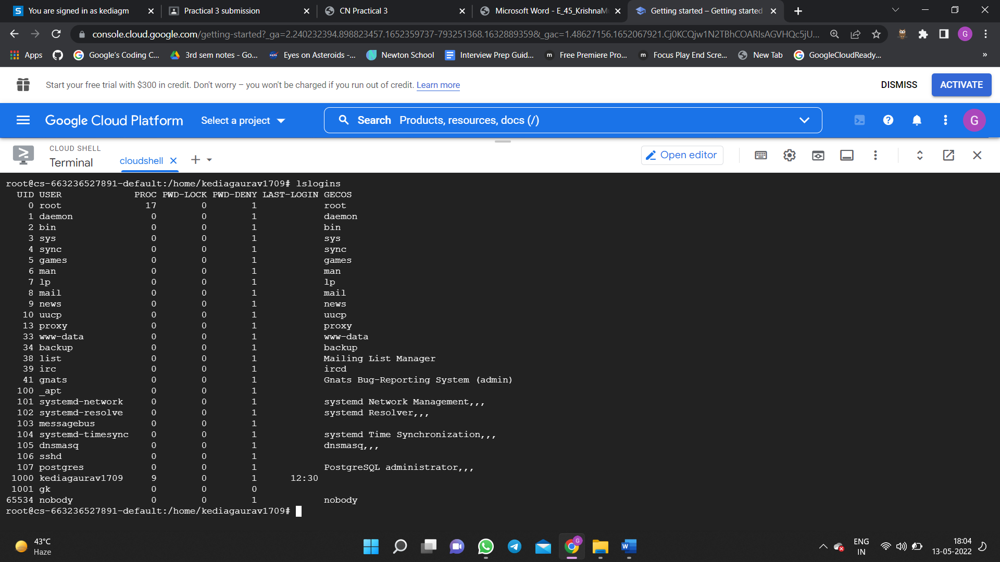 You are signed in as kediagm
Practical 3 submission
CN Practical 3
Microsoft Word - E_45_KrishnaM
Getting started – Getting started
console.cloud.google.com/getting-started?_ga=2.240232394.898823457.1652359737-793251368.1632889359&_gac=1.48627156.1652067921.Cj0KCQjw1N2TBhCOARIsAGVHQc5jU...
Apps
Google's Coding C...
3rd sem notes - Go...
Eyes on Asteroids -...
Newton School
Interview Prep Guid...
Free Premiere Pro...
Focus Play End Scre...
New Tab
GoogleCloudReady...
Start your free trial with $300 in credit. Don't worry – you won't be charged if you run out of credit. Learn more
DISMISS
ACTIVATE
Google Cloud Platform
Select a project
Search Products, resources, docs (/)
G
CLOUD SHELL
Terminal
cloudshell
Open editor
root@cs-663236527891-default:/home/kediagaurav1709# lslogins
UID USER PROC PWD-LOCK PWD-DENY LAST-LOGIN GECOS
0 root 17 0 1 root
1 daemon 0 0 1 daemon
2 bin 0 0 1 bin
3 sys 0 0 1 sys
4 sync 0 0 1 sync
5 games 0 0 1 games
6 man 0 0 1 man
7 lp 0 0 1 lp
8 mail 0 0 1 mail
9 news 0 0 1 news
10 uucp 0 0 1 uucp
13 proxy 0 0 1 proxy
33 www-data 0 0 1 www-data
34 backup 0 0 1 backup
38 list 0 0 1 Mailing List Manager
39 irc 0 0 1 ircd
41 gnats 0 0 1 Gnats Bug-Reporting System (admin)
100 _apt 0 0 1
101 systemd-network 0 0 1 systemd Network Management,,,
102 systemd-resolve 0 0 1 systemd Resolver,,,
103 messagebus 0 0 1
104 systemd-timesync 0 0 1 systemd Time Synchronization,,,
105 dnsmasq 0 0 1 dnsmasq,,,
106 sshd 0 0 1
107 postgres 0 0 1 PostgreSQL administrator,,,
1000 kediagaurav1709 9 0 1 12:30
1001 gk 0 0 0
65534 nobody 0 0 1 nobody
root@cs-663236527891-default:/home/kediagaurav1709#
43°C
Haze
ENG
IN
18:04
13-05-2022